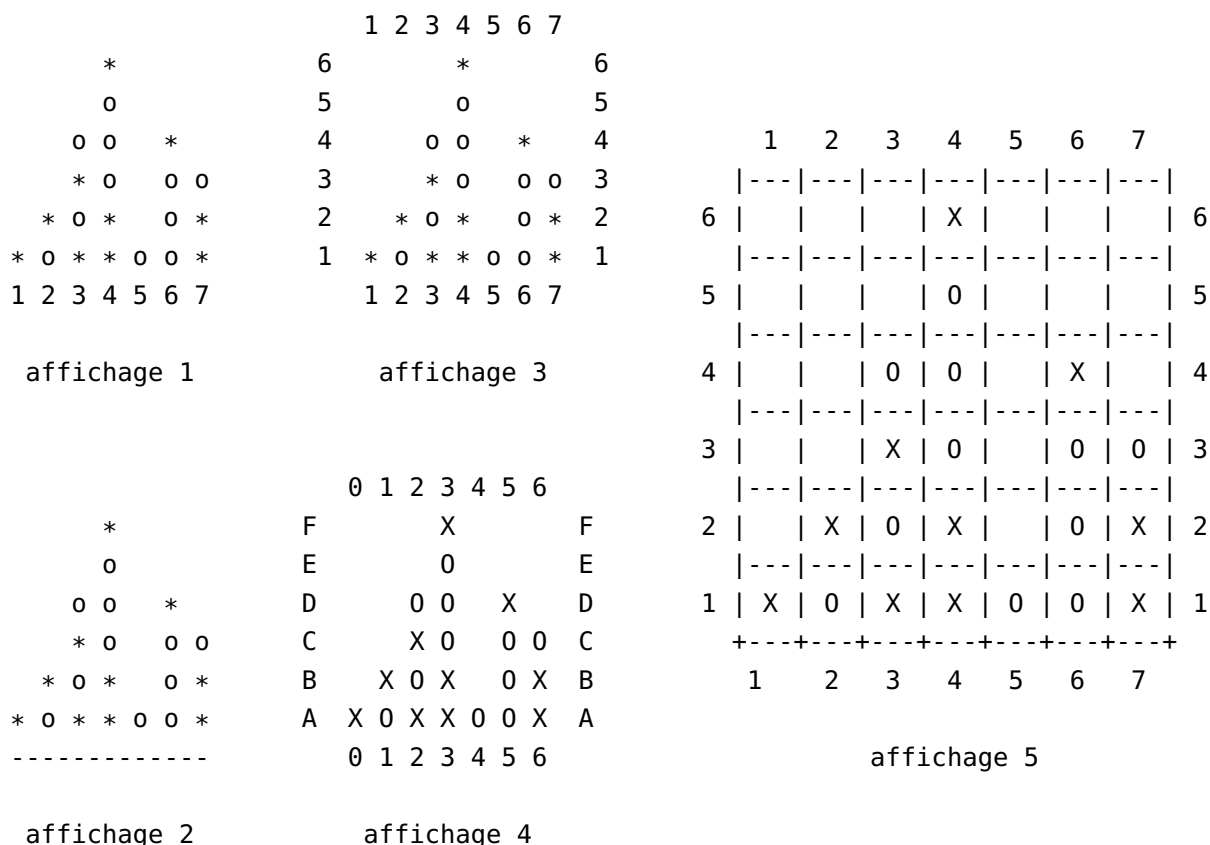 *
      o
    o o   *
    * o   o o
  * o *   o *
* o * * o o *
1 2 3 4 5 6 7
affichage 1
      *
      o
    o o   *
    * o   o o
  * o *   o *
* o * * o o *
-------------
affichage 2
   1 2 3 4 5 6 7
6        *        6
5        o        5
4      o o   *    4
3      * o   o o  3
2    * o *   o *  2
1  * o * * o o *  1
   1 2 3 4 5 6 7
affichage 3
   0 1 2 3 4 5 6
F        X        F
E        O        E
D      O O   X    D
C      X O   O O  C
B    X O X   O X  B
A  X O X X O O X  A
   0 1 2 3 4 5 6
affichage 4
    1   2   3   4   5   6   7
  |---|---|---|---|---|---|---|
6 |   |   |   | X |   |   |   | 6
  |---|---|---|---|---|---|---|
5 |   |   |   | O |   |   |   | 5
  |---|---|---|---|---|---|---|
4 |   |   | O | O |   | X |   | 4
  |---|---|---|---|---|---|---|
3 |   |   | X | O |   | O | O | 3
  |---|---|---|---|---|---|---|
2 |   | X | O | X |   | O | X | 2
  |---|---|---|---|---|---|---|
1 | X | O | X | X | O | O | X | 1
  +---+---+---+---+---+---+---+
    1   2   3   4   5   6   7
affichage 5